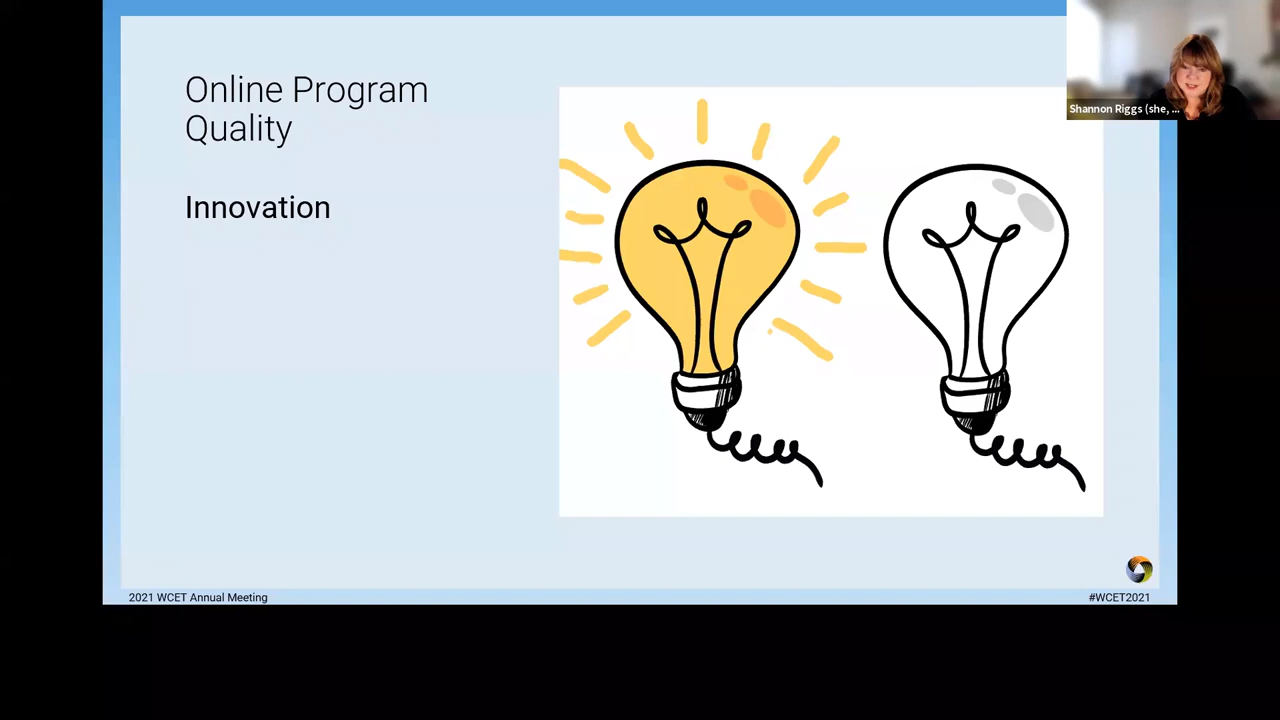 Online Program
Quality
Innovation
Shannon Riggs (she, ...
2021 WCET Annual Meeting
#WCET2021